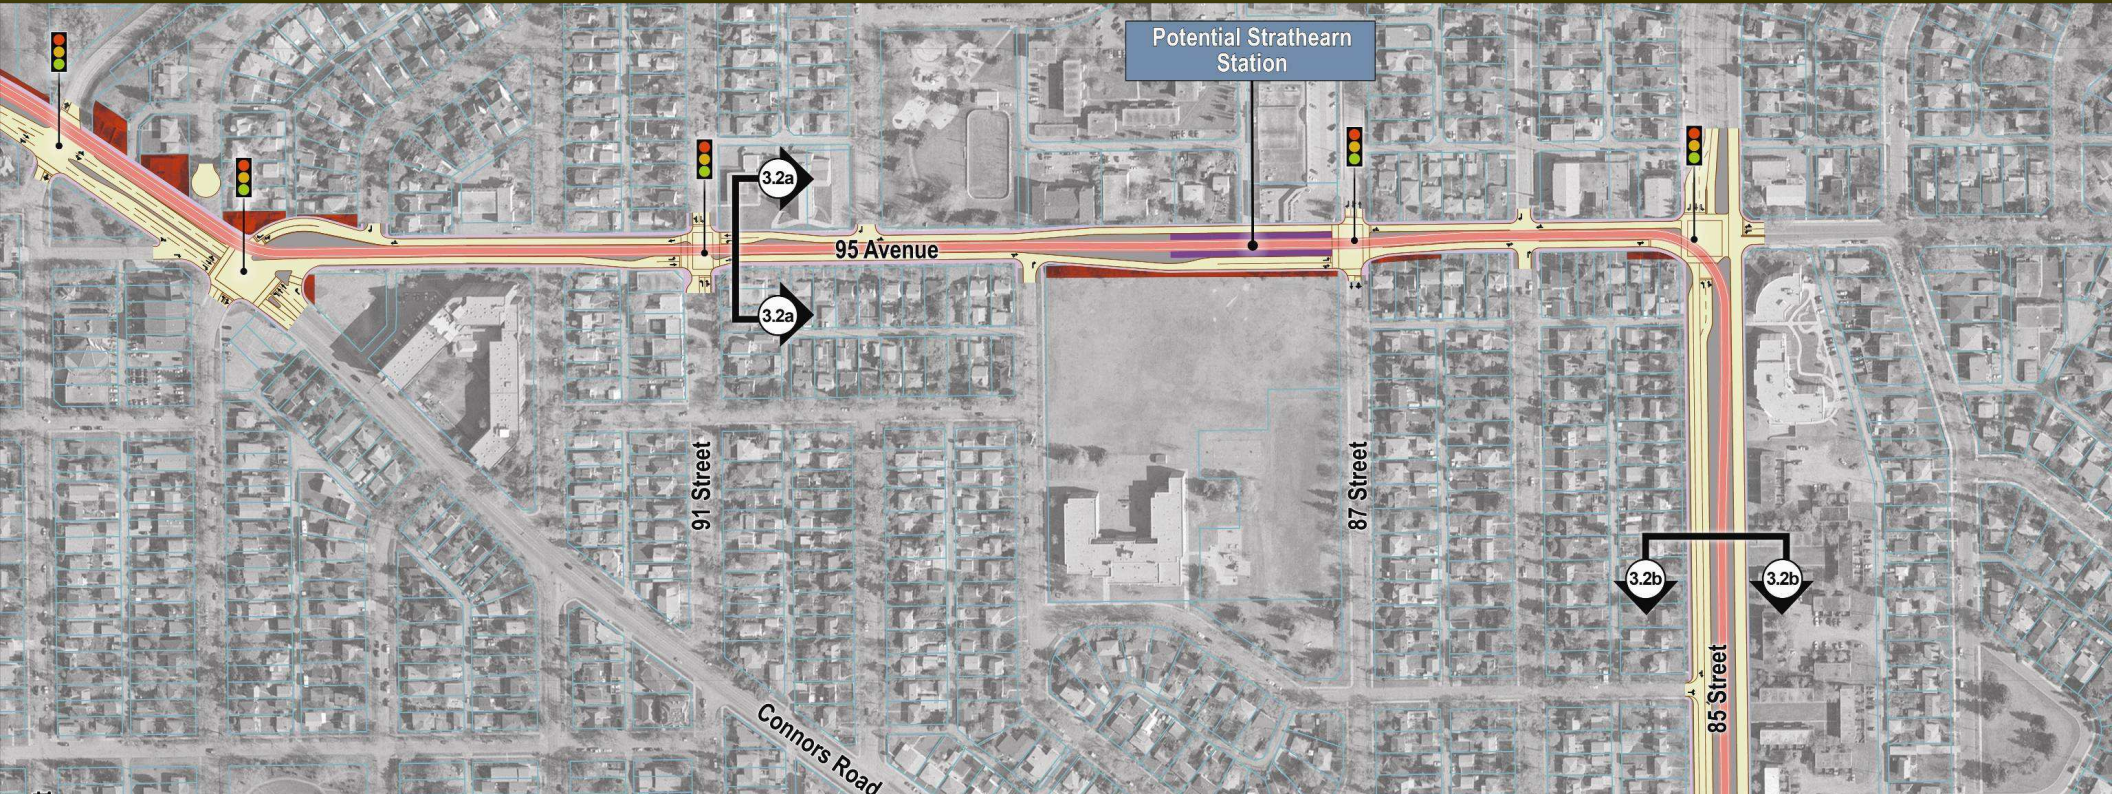 Potential Strathearn
Station
3.2a
95 Avenue
3.2a
91 Street
87 Street
3.2b
3.2b
85 Street
Connors Road